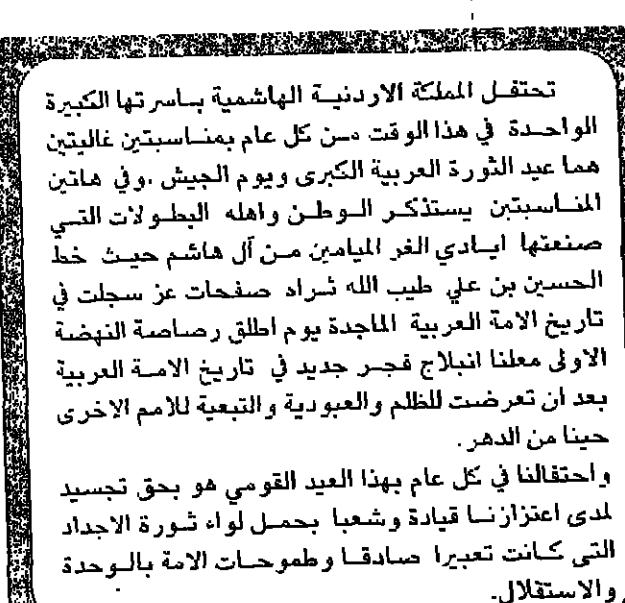 تحتفل المملكة الاردنية الهاشمية باسرتها الكبيرة
الواحدة في هذا الوقت من كل عام بمناسبتين غاليتين
هما عيد الثورة العربية الكبرى ويوم الجيش .وفي هاتين
المناسبتين يستذكر الوطن واهله البطولات التي
صنعتها ايادي الغر الميامين من آل هاشم حيث خط
الحسين بن علي طيب الله ثراه صفحات عز سجلت في
تاريخ الامة العربية الماجدة يوم اطلق رصاصة النهضة
الاولى معلنا انبلاج فجر جديد في تاريخ الامة العربية
بعد ان تعرضت للظلم والعبودية والتبعية للامم الاخرى
حينا من الدهر .
واحتفالنا في كل عام بهذا العيد القومي هو بحق تجسيد
لمدى اعتزازنا قيادة وشعبا بحمل لواء ثورة الاجداد
التي كانت تعبيرا صادقا وطموحات الامة بالوحدة
والاستقلال.